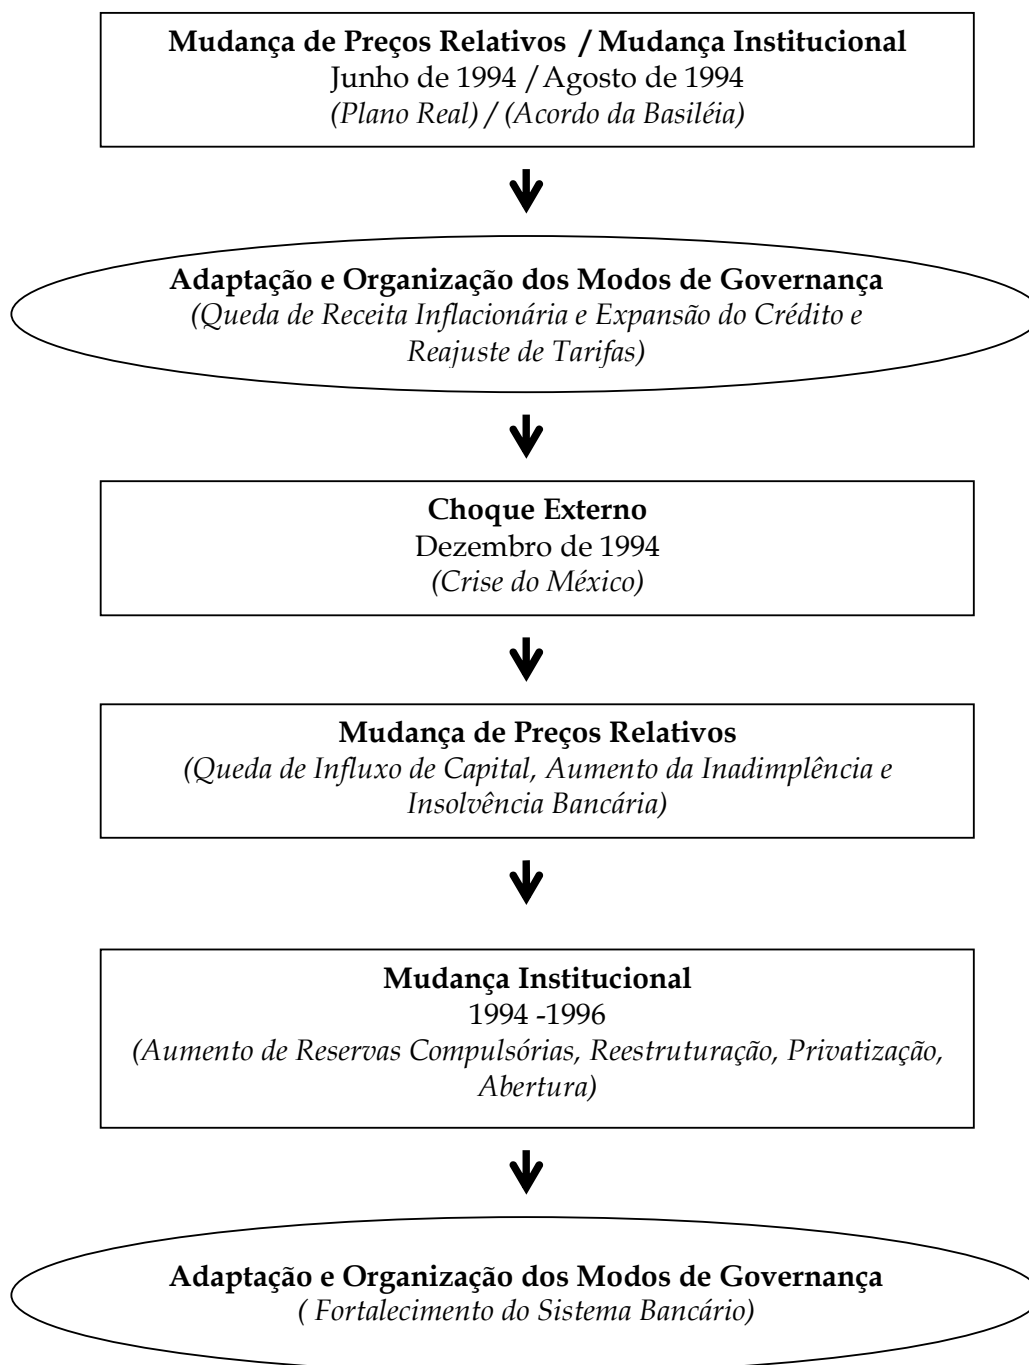 Mudança de Preços Relativos / Mudança Institucional
Junho de 1994 / Agosto de 1994
(Plano Real) / (Acordo da Basiléia)
Adaptação e Organização dos Modos de Governança
(Queda de Receita Inflacionária e Expansão do Crédito e
Reajuste de Tarifas)
Choque Externo
Dezembro de 1994
(Crise do México)
Mudança de Preços Relativos
(Queda de Influxo de Capital, Aumento da Inadimplência e
Insolvência Bancária)
Mudança Institucional
1994 -1996
(Aumento de Reservas Compulsórias, Reestruturação, Privatização,
Abertura)
Adaptação e Organização dos Modos de Governança
( Fortalecimento do Sistema Bancário)